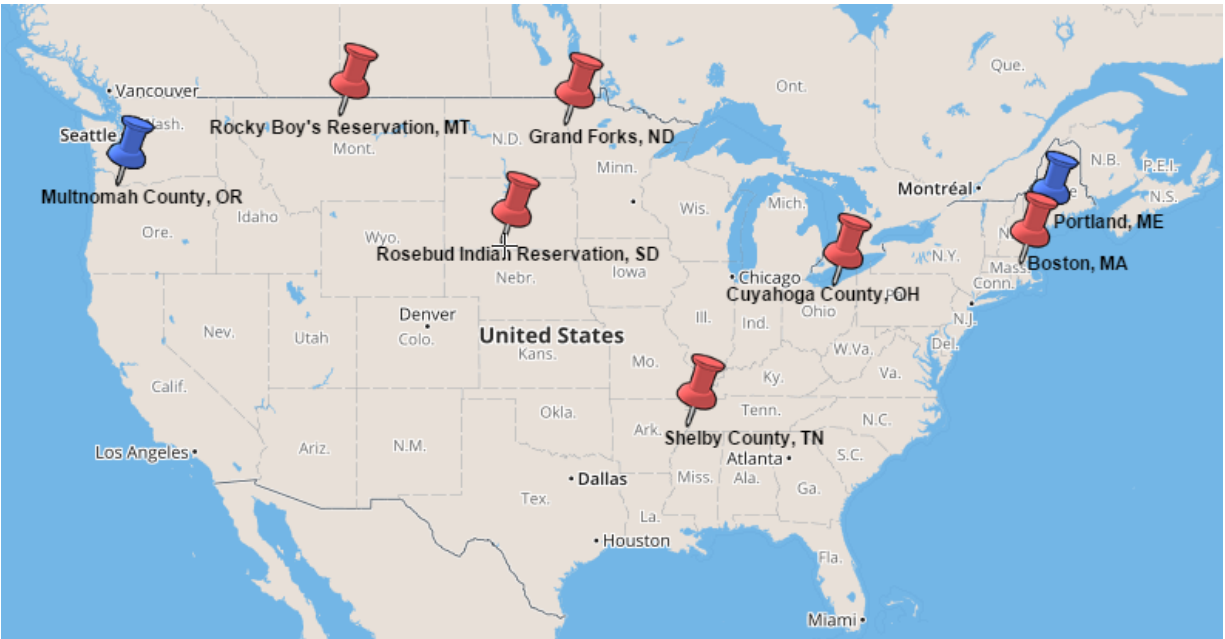 Que.
Ont.
Vancouver
Wash.
Seattle
Rocky Boy's Reservation, MT
Grand Forks, ND
N.D.
Mont.
Minn.
N.B.
P.E.I.
Montréal
N.S.
Multnomah County, OR
Idaho
Wis.
Mich.
Portland, ME
Ore.
Wyo.
Rosebud Indian Reservation, SD
N.Y.
Boston, MA
Mass.
Iowa
Nebr.
Chicago
Conn.
Cuyahoga County, OH
Pa.
Ohio
Denver
Ill.
Ind.
N.J.
Nev.
Utah
Colo.
United States
Kans.
Del.
W.Va.
Mo.
Va.
Calif.
Ky.
Okla.
Tenn.
N.C.
Ark.
Shelby County, TN
Los Angeles
Ariz.
N.M.
Atlanta
S.C.
Dallas
Miss.
Ala.
Ga.
Tex.
La.
Houston
Fla.
Miami